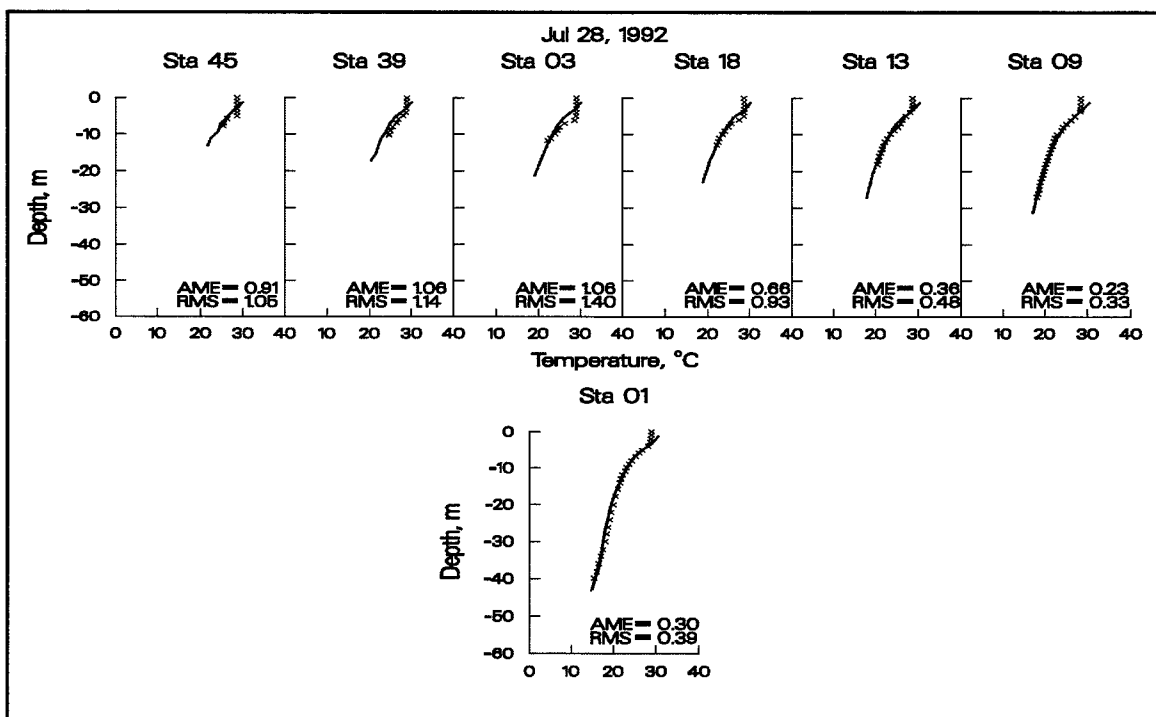 Jul 28, 1992
Sta 45 Sta 39 Sta 03 Sta 18 Sta 13 Sta 09
0
-10
-20
-30
-40
-50
-60
Depth, m
AME= 0.91 AME= 1.06 AME= 1.06 AME= 0.66 AME= 0.36 AME= 0.23
RMS= 1.05 RMS= 1.14 RMS= 1.40 RMS= 0.93 RMS= 0.48 RMS= 0.33
0 10 20 30 40 10 20 30 40 10 20 30 40 10 20 30 40 10 20 30 40 10 20 30 40
Temperature, °C
Sta 01
0
-10
-20
-30
-40
-50
-60
Depth, m
AME= 0.30
RMS= 0.39
0 10 20 30 40